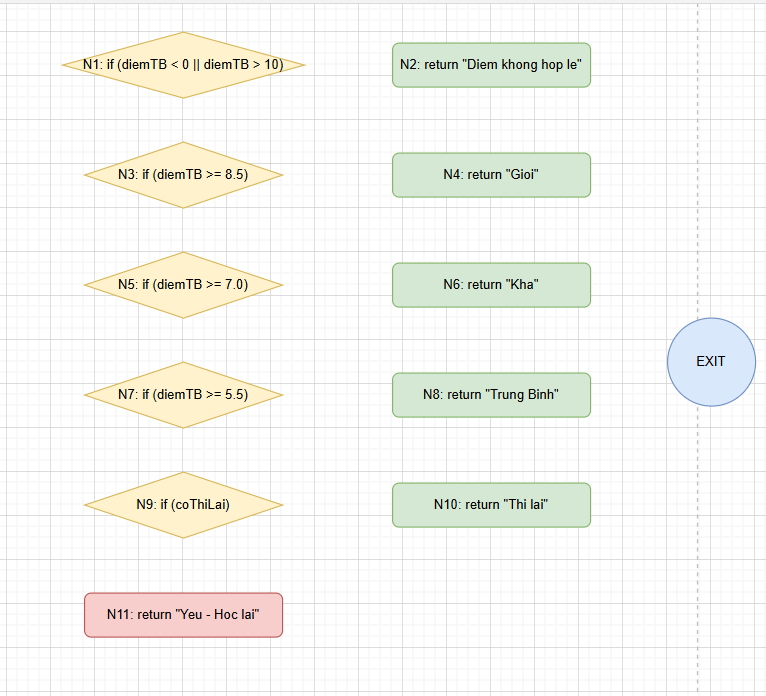 N1: if (diemTB < 0 || diemTB > 10)
N2: return "Diem khong hop le"
N3: if (diemTB >= 8.5)
N4: return "Gioi"
N5: if (diemTB >= 7.0)
N6: return "Kha"
EXIT
N7: if (diemTB >= 5.5)
N8: return "Trung Binh"
N9: if (coThiLai)
N10: return "Thi lai"
N11: return "Yeu - Hoc lai"